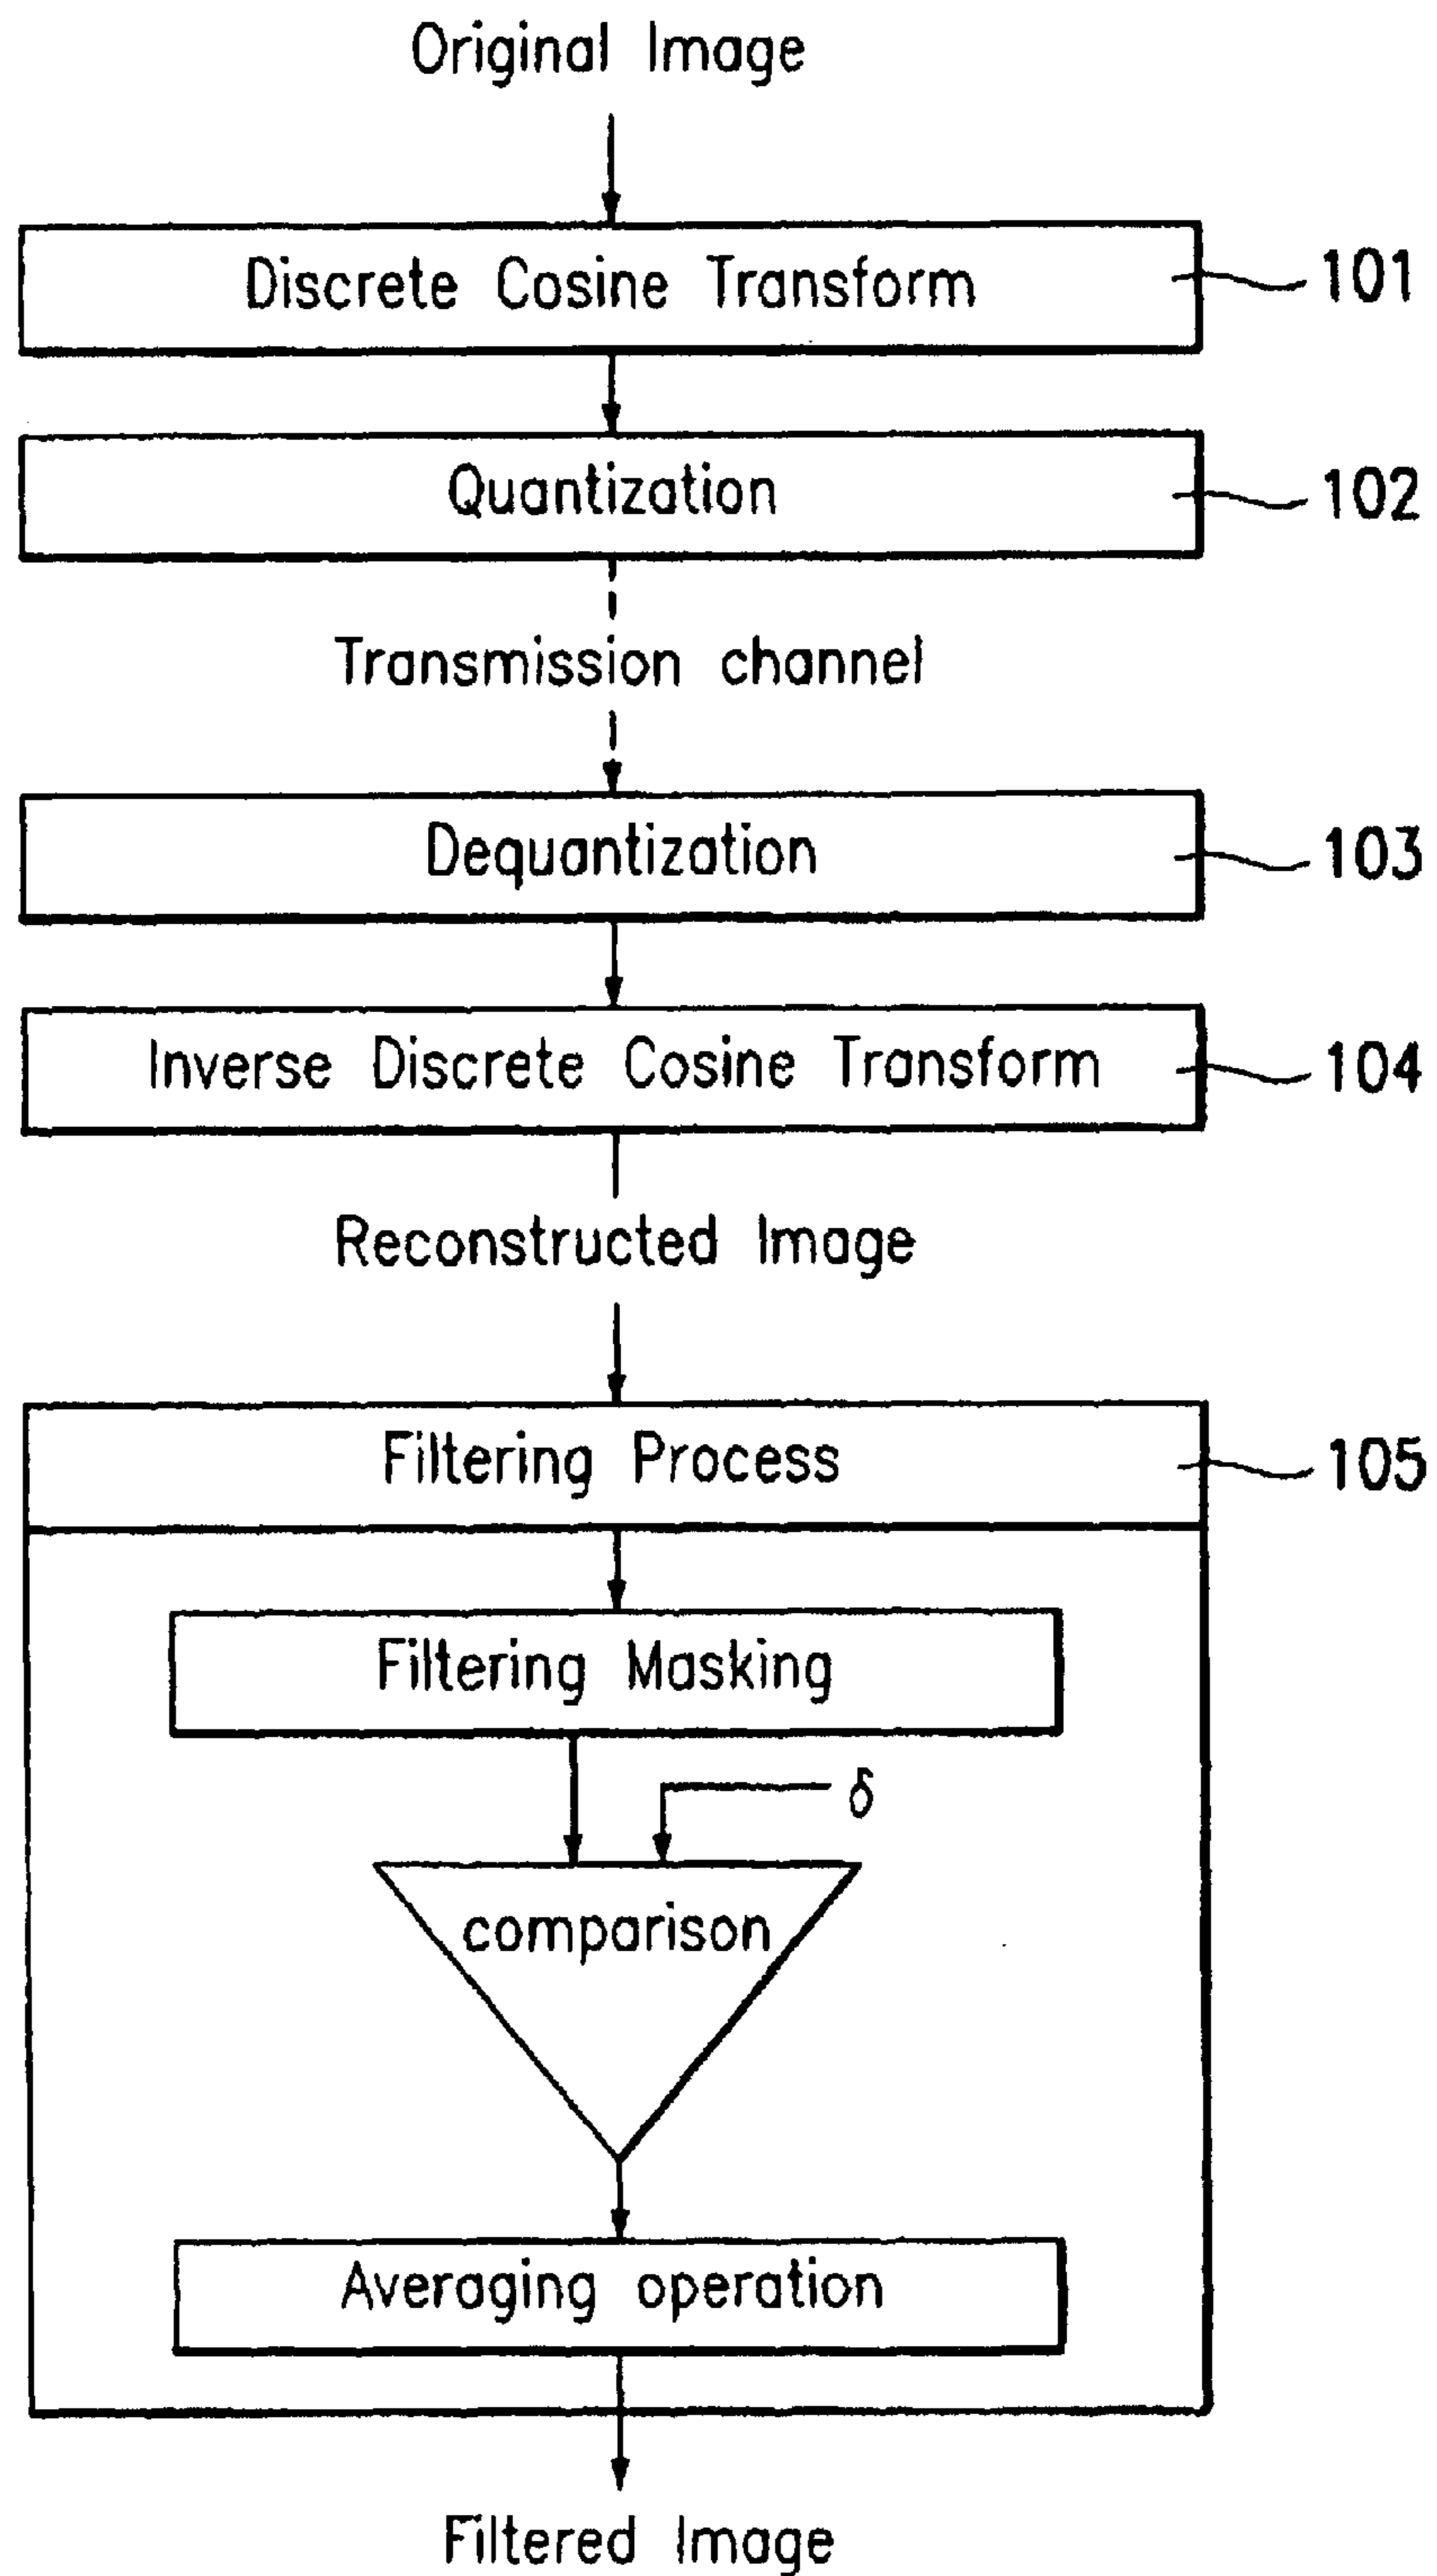 Original Image
Discrete Cosine Transform 101
Quantization 102
Transmission channel
Dequantization 103
Inverse Discrete Cosine Transform 104
Reconstructed Image
Filtering Process 105
Filtering Masking
δ
comparison
Averaging operation
Filtered Image